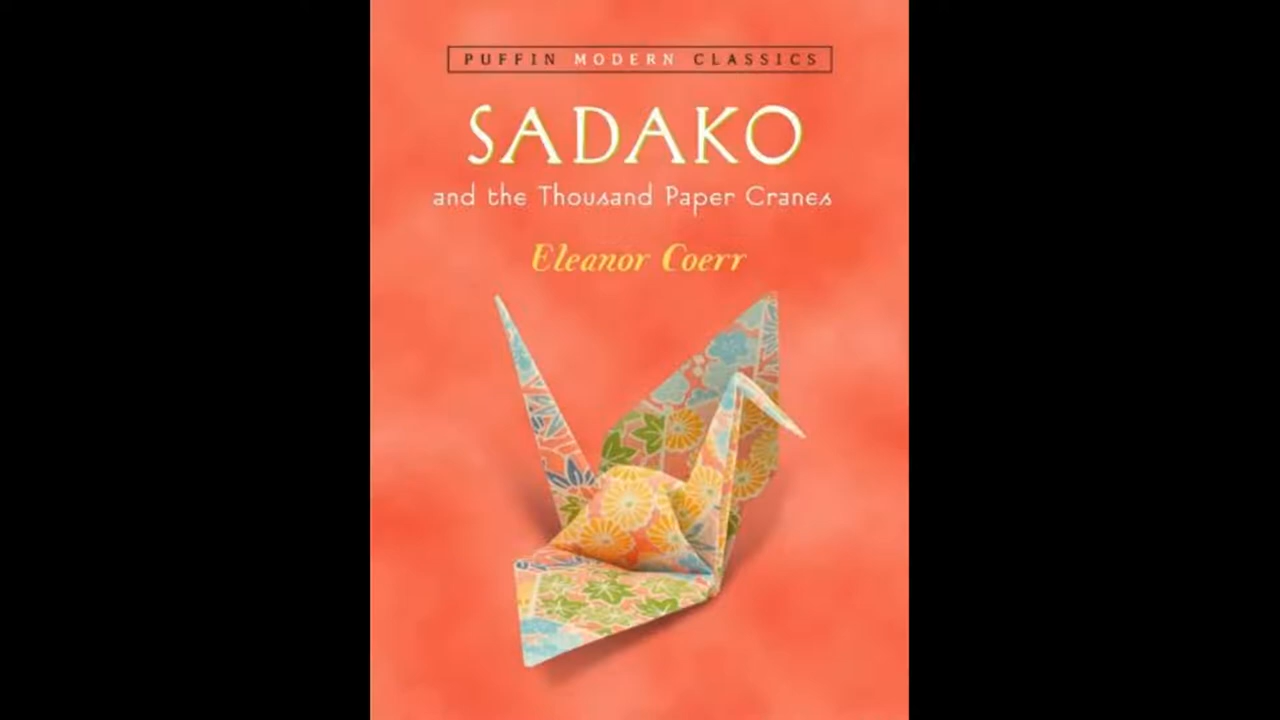 PUFFIN MODERN CLASSICS
SADAKO
and the Thousand Paper Cranes
Eleanor Coerr